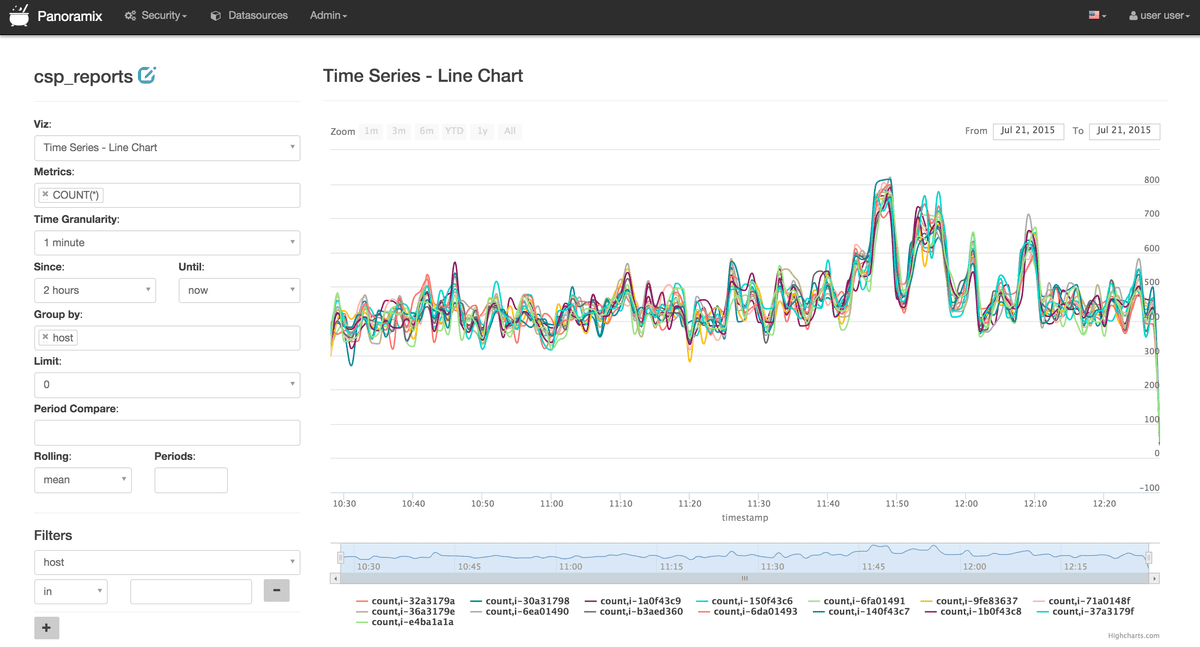 Panoramix Security Datasources Admin user user
csp_reports
Viz:
Time Series - Line Chart
Metrics:
× COUNT(*)
Time Granularity:
1 minute
Since: Until:
2 hours now
Group by:
× host
Limit:
0
Period Compare:
Rolling: Periods:
mean
Filters
host
in
-
+
Time Series - Line Chart
Zoom 1m 3m 6m YTD 1y All From Jul 21, 2015 To Jul 21, 2015
800
700
600
500
300
200
100
0
-100
10:30 10:40 10:50 11:00 11:10 11:20 11:30 11:40 11:50 12:00 12:10 12:20
timestamp
10:30 10:45 11:00 11:15 11:30 11:45 12:00 12:15
count,i-32a3179a count,i-30a31798 count,i-1a0f43c9 count,i-150f43c6 count,i-6fa01491 count,i-9fe83637 count,i-71a0148f
count,i-36a3179e count,i-6ea01490 count,i-b3aed360 count,i-6da01493 count,i-140f43c7 count,i-1b0f43c8 count,i-37a3179f
count,i-e4ba1a1a
Highcharts.com